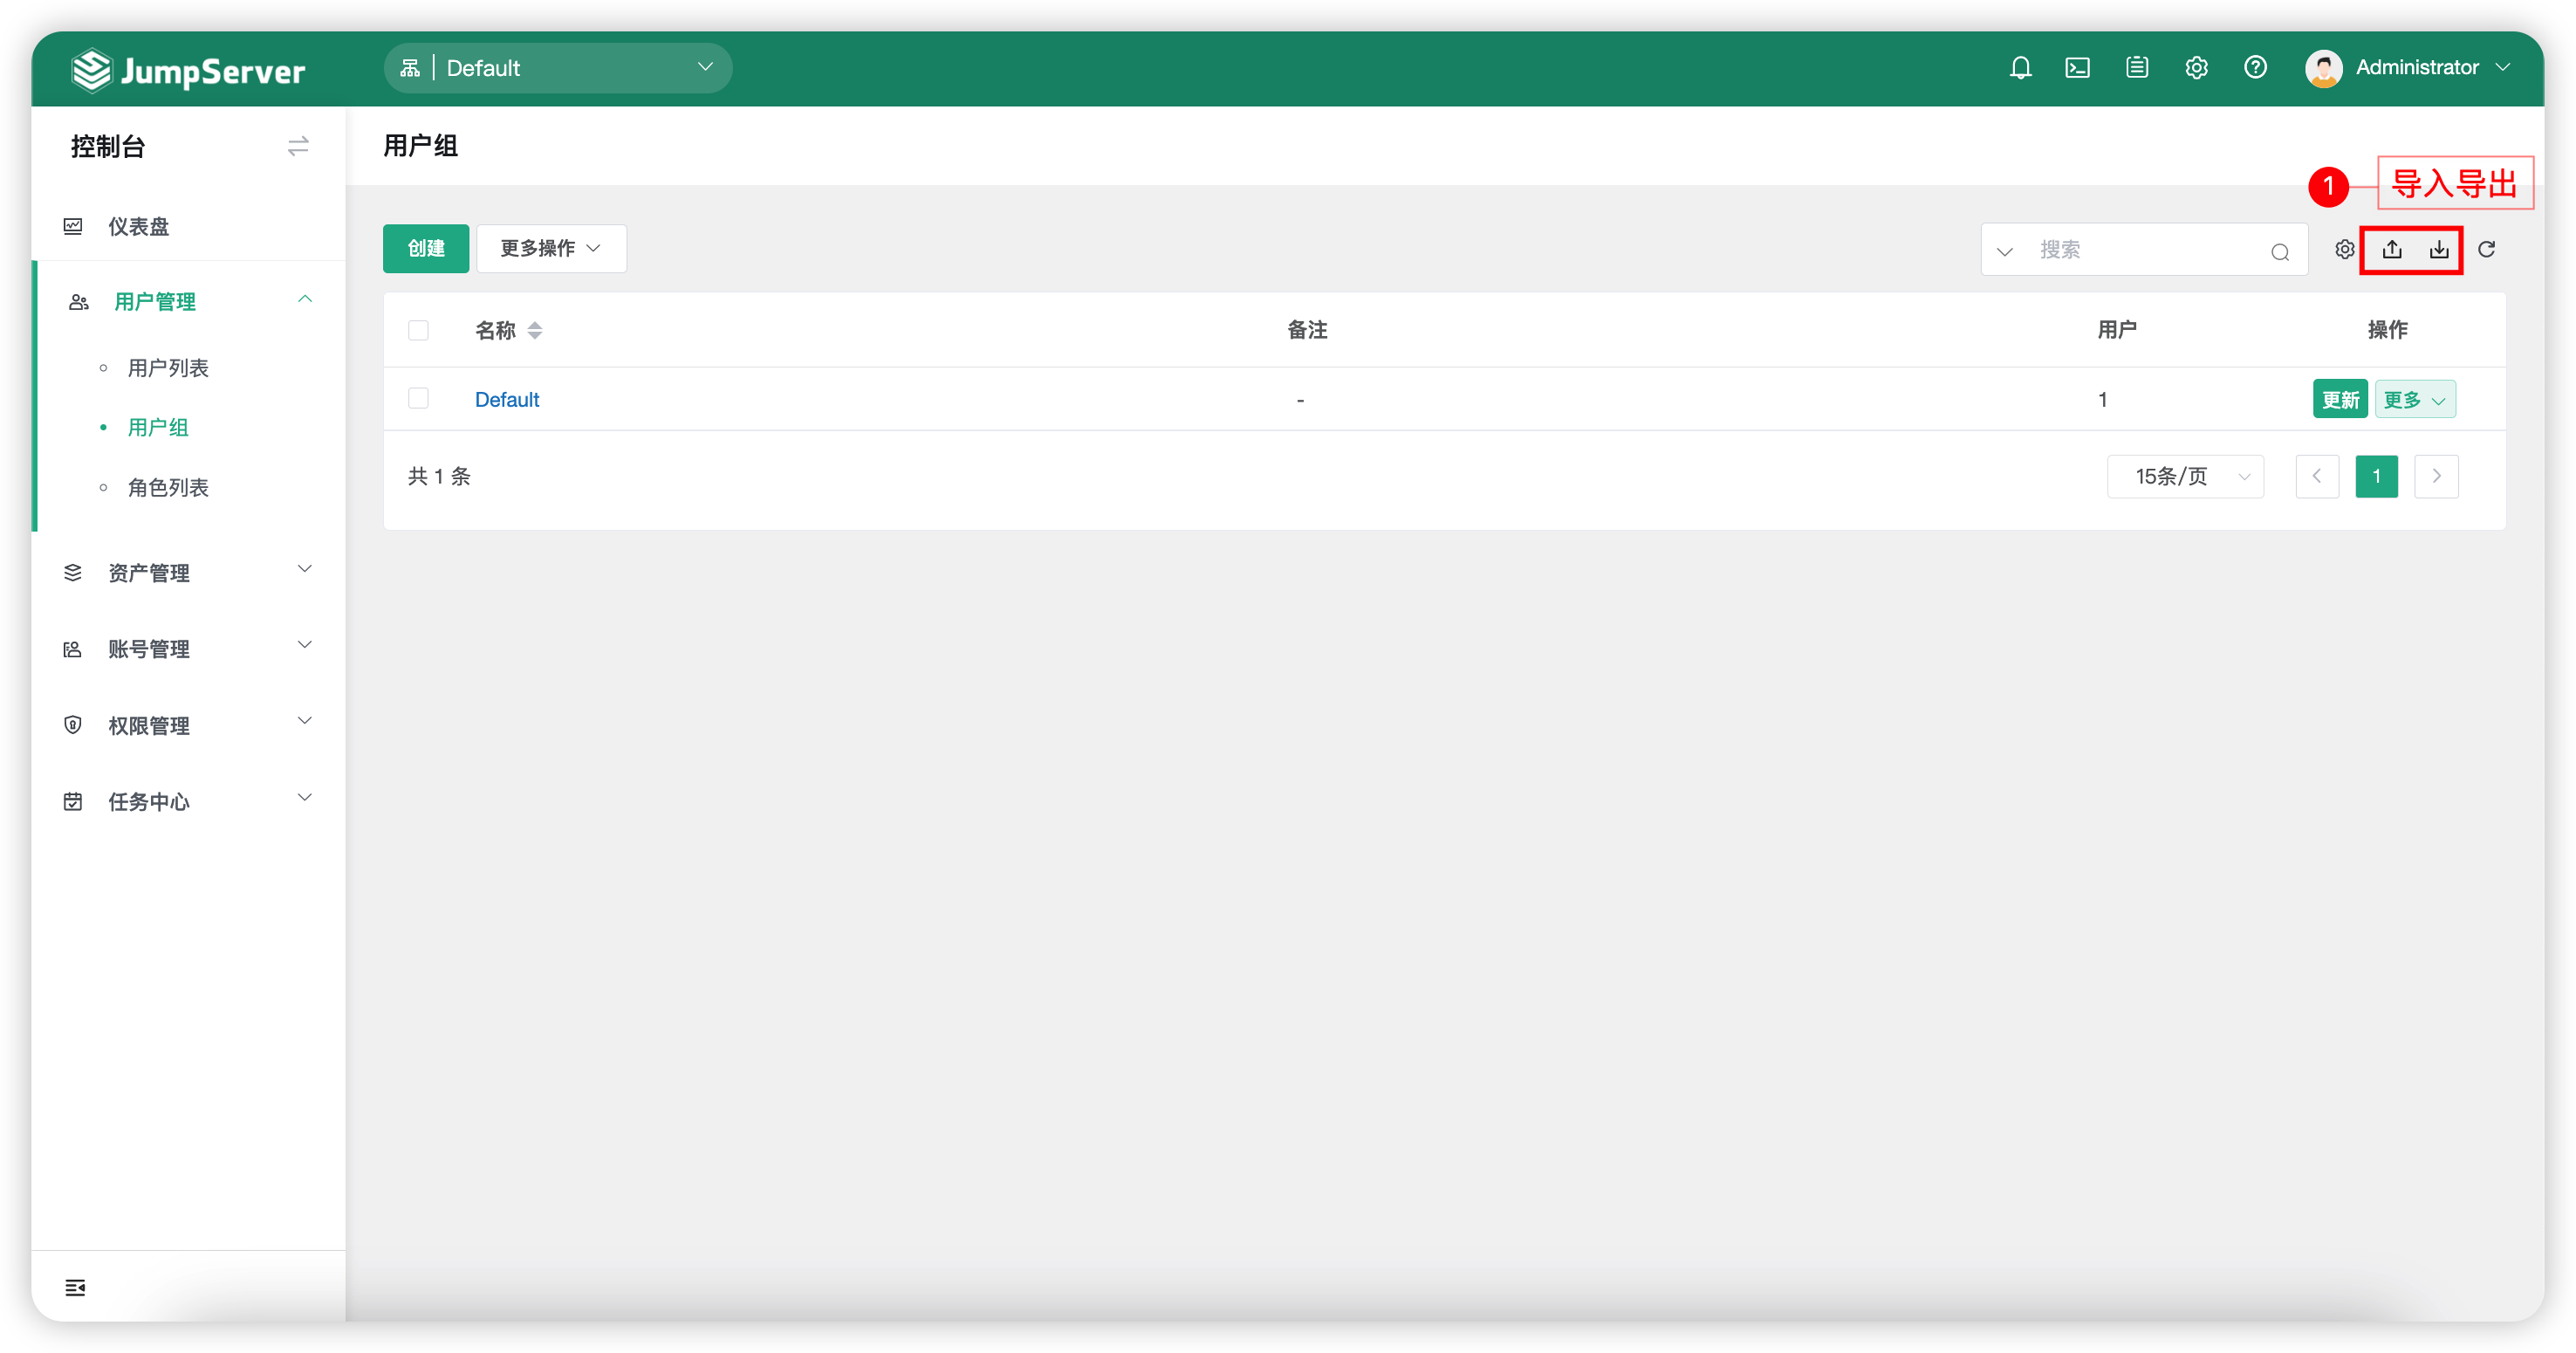 JumpServer
Default
Administrator
控制台
用户组
1
导入导出
仪表盘
创建
更多操作
搜索
用户管理
名称
备注
用户
操作
用户列表
Default
-
1
更新
更多
用户组
共 1 条
15条/页
1
角色列表
资产管理
账号管理
权限管理
任务中心